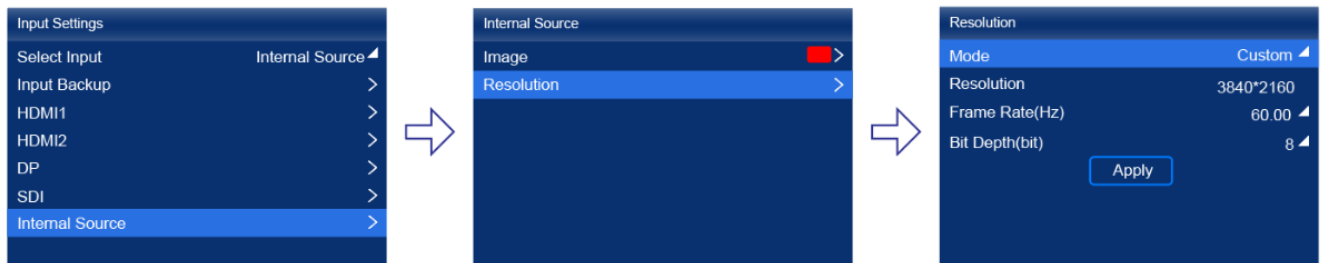 Input Settings
Select Input Internal Source
Input Backup
HDMI1
HDMI2
DP
SDI
Internal Source
Internal Source
Image
Resolution
Resolution
Mode Custom
Resolution 3840*2160
Frame Rate(Hz) 60.00
Bit Depth(bit) 8
Apply